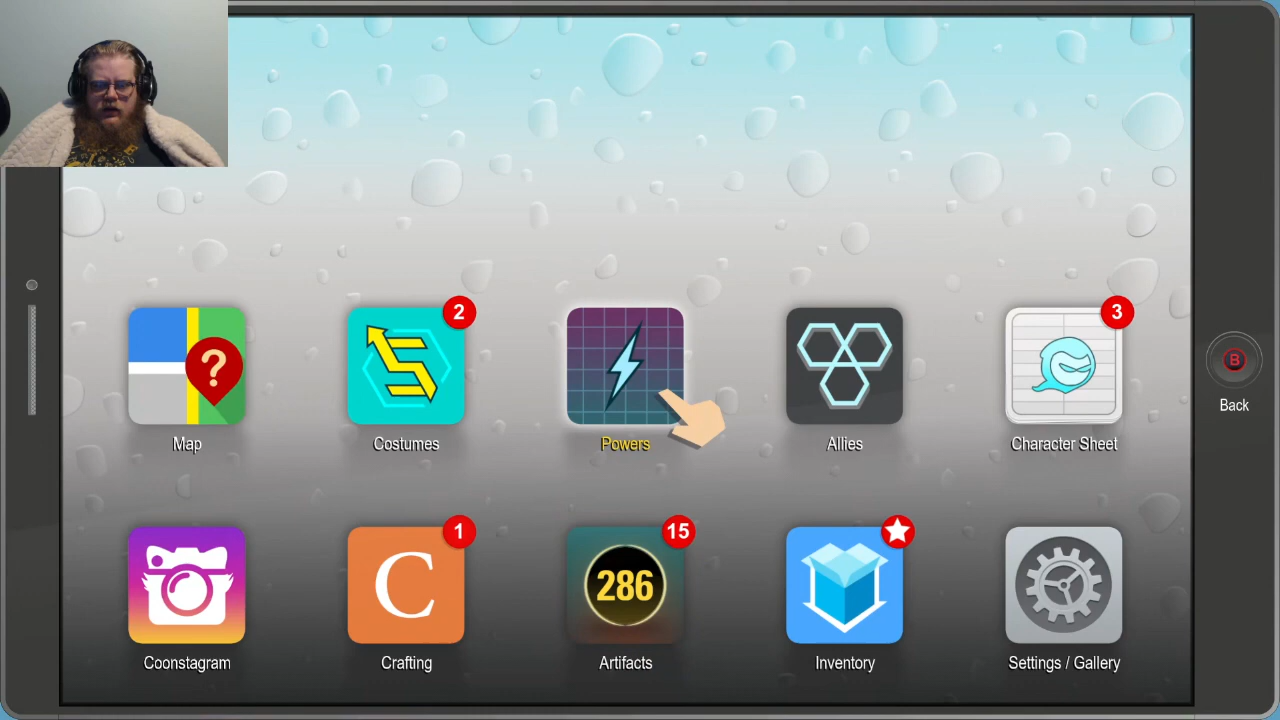 2
3
?
Map
Costumes
Powers
Allies
Character Sheet
B
Back
1
15
C
286
Coonstagram
Crafting
Artifacts
Inventory
Settings / Gallery